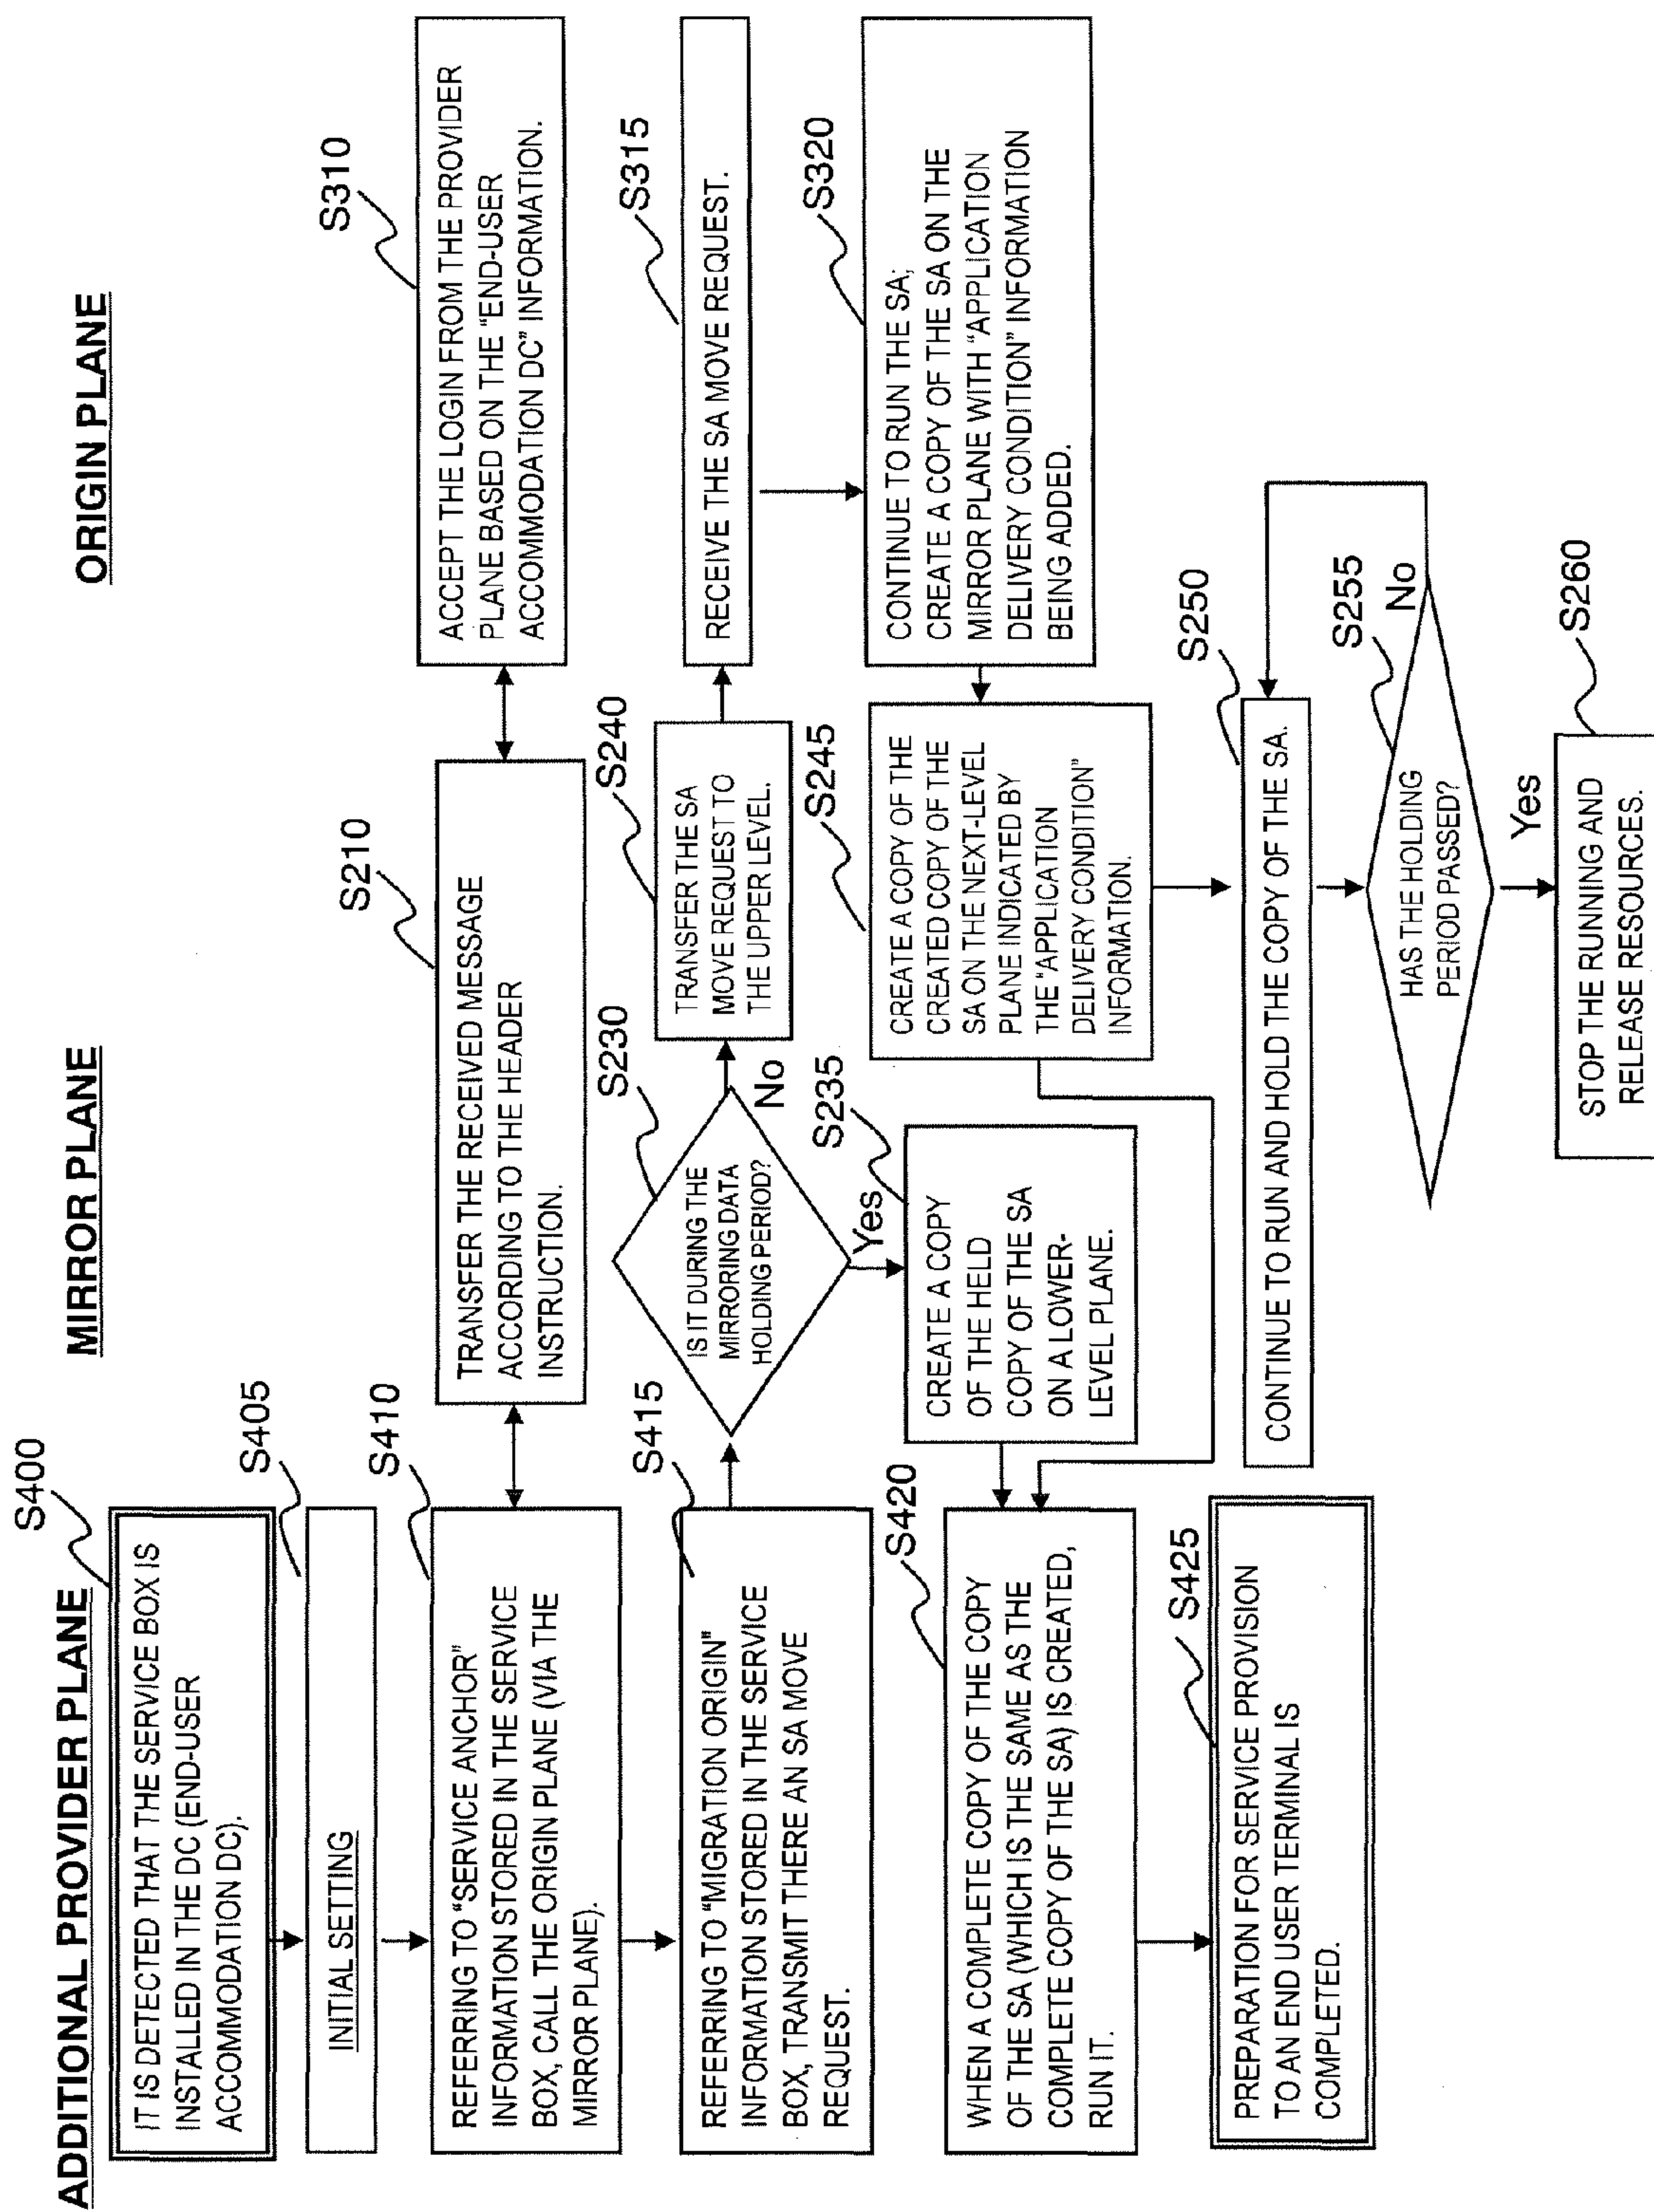 ADDITIONAL PROVIDER PLANE
MIRROR PLANE
ORIGIN PLANE
S400
IT IS DETECTED THAT THE SERVICE BOX IS
INSTALLED IN THE DC (END-USER
ACCOMMODATION DC).
S405
INITIAL SETTING
S410
REFERRING TO "SERVICE ANCHOR"
INFORMATION STORED IN THE SERVICE
BOX, CALL THE ORIGIN PLANE (VIA THE
MIRROR PLANE).
S210
TRANSFER THE RECEIVED MESSAGE
ACCORDING TO THE HEADER
INSTRUCTION.
S310
ACCEPT THE LOGIN FROM THE PROVIDER
PLANE BASED ON THE "END-USER
ACCOMMODATION DC" INFORMATION.
S415
REFERRING TO "MIGRATION ORIGIN"
INFORMATION STORED IN THE SERVICE
BOX, TRANSMIT THERE AN SA MOVE
REQUEST.
S230
IS IT DURING THE
MIRRORING DATA
HOLDING PERIOD?
No
Yes
S240
TRANSFER THE SA
MOVE REQUEST TO
THE UPPER LEVEL.
S315
RECEIVE THE SA MOVE REQUEST.
S235
CREATE A COPY
OF THE HELD
COPY OF THE SA
ON A LOWER-
LEVEL PLANE.
S245
CREATE A COPY OF THE
CREATED COPY OF THE
SA ON THE NEXT-LEVEL
PLANE INDICATED BY
THE "APPLICATION
DELIVERY CONDITION"
INFORMATION.
S320
CONTINUE TO RUN THE SA;
CREATE A COPY OF THE SA ON THE
MIRROR PLANE WITH "APPLICATION
DELIVERY CONDITION" INFORMATION
BEING ADDED.
S420
WHEN A COMPLETE COPY OF THE COPY
OF THE SA (WHICH IS THE SAME AS THE
COMPLETE COPY OF THE SA) IS CREATED,
RUN IT.
S250
CONTINUE TO RUN AND HOLD THE COPY OF THE SA.
S425
PREPARATION FOR SERVICE PROVISION
TO AN END USER TERMINAL IS
COMPLETED.
S255
HAS THE HOLDING
PERIOD PASSED?
No
Yes
S260
STOP THE RUNNING AND
RELEASE RESOURCES.